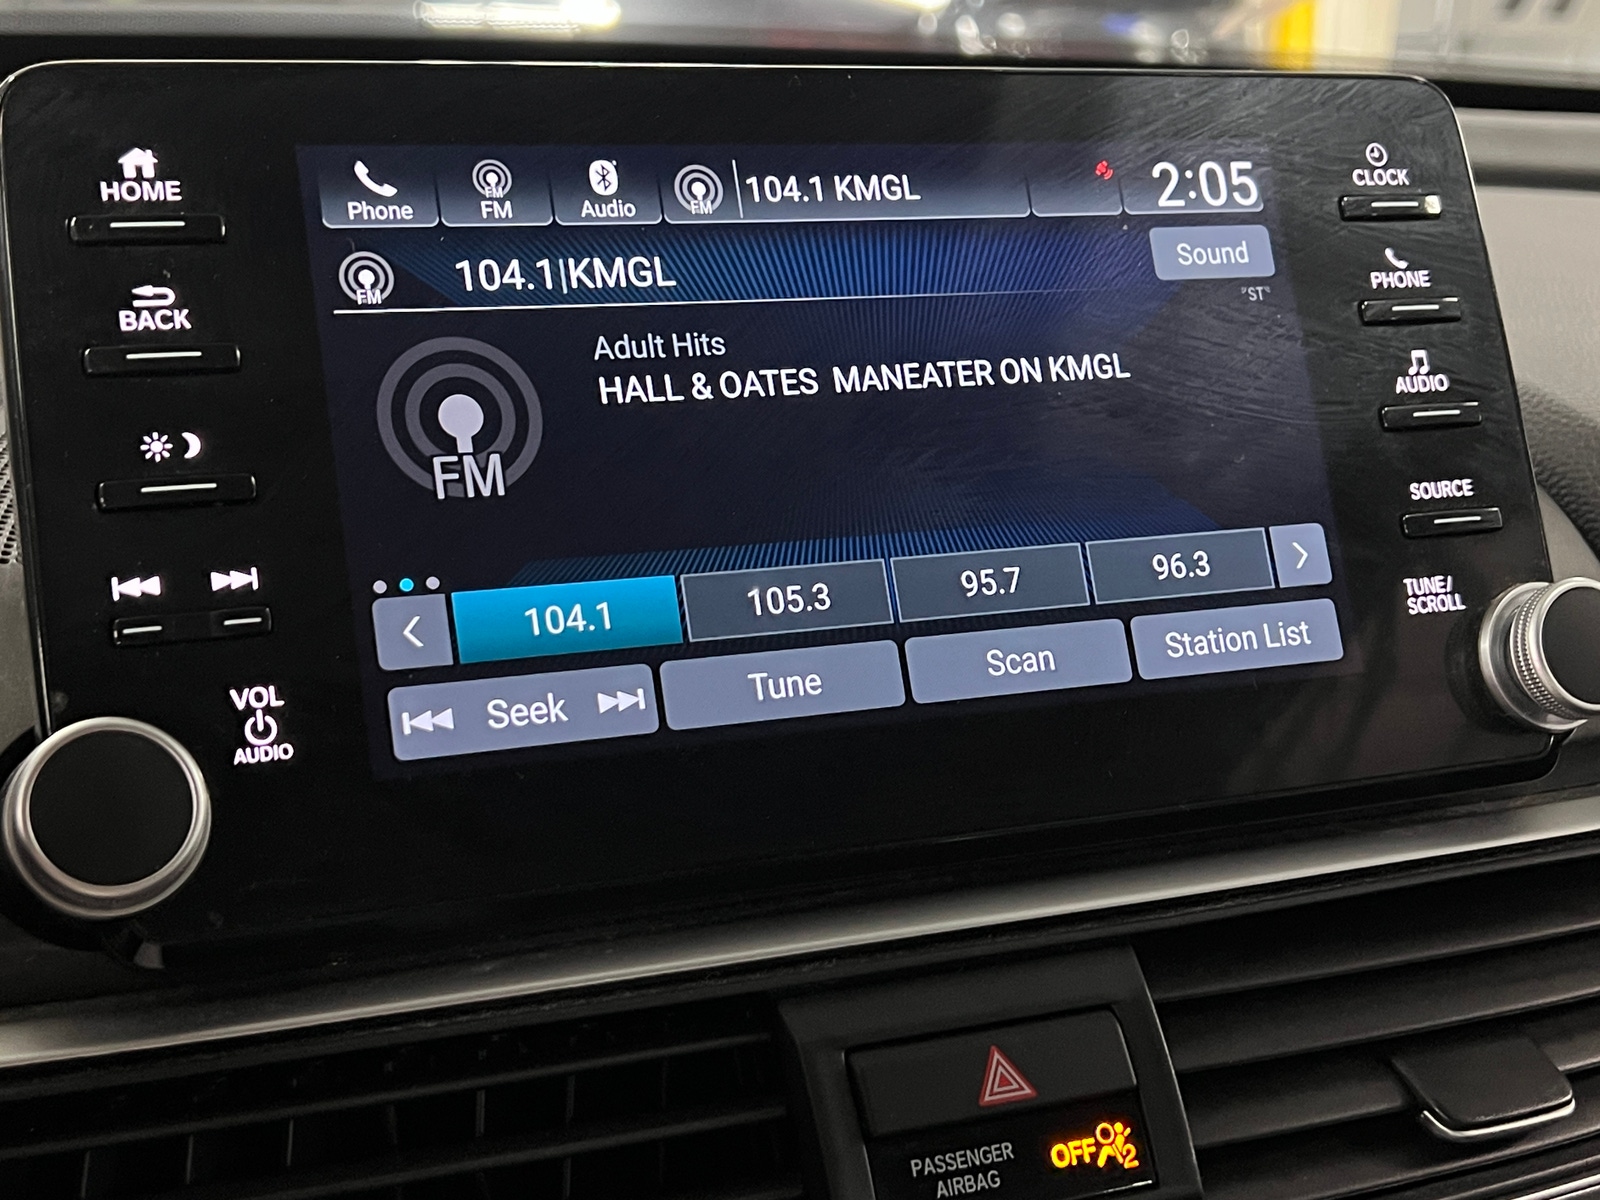 HOME
BACK
VOL
AUDIO
Phone
FM
FM
Audio
FM
104.1 KMGL
2:05
FM
104.1|KMGL
Sound
"ST"
Adult Hits
HALL & OATES MANEATER ON KMGL
FM
104.1
105.3
95.7
96.3
Seek
Tune
Scan
Station List
CLOCK
PHONE
AUDIO
SOURCE
TUNE/
SCROLL
PASSENGER
AIRBAG
OFF
2